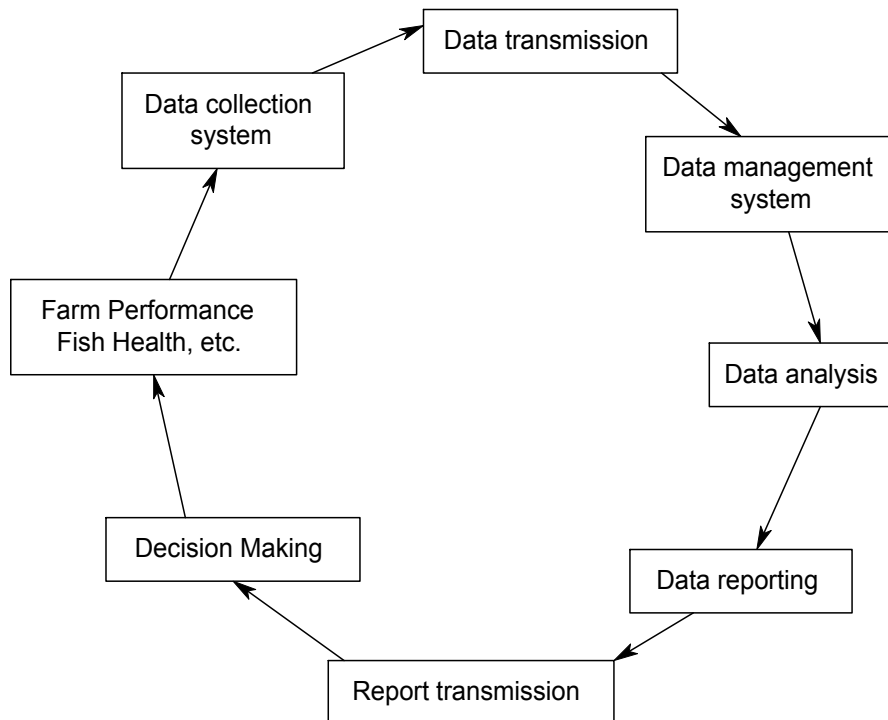 Data transmission
Data collection
system
Data management
system
Farm Performance
Fish Health, etc.
Data analysis
Decision Making
Data reporting
Report transmission